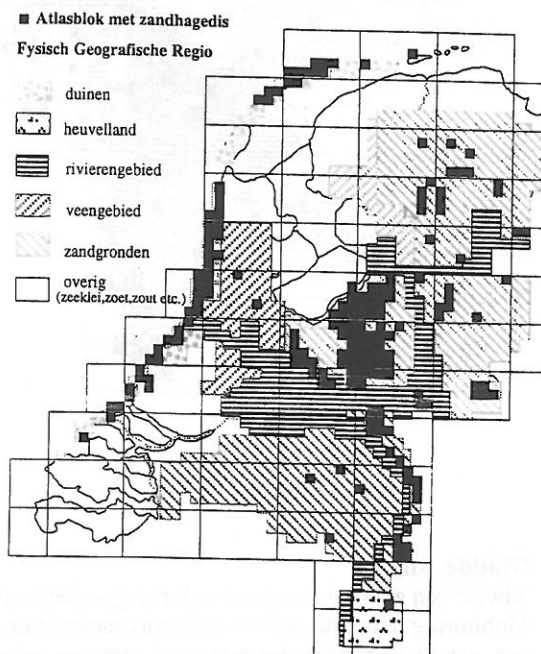 Atlasblok met zandhagedis
Fysisch Geografische Regio
duinen
heuvelland
rivierengebied
veengebied
zandgronden
overig
(zeeklei,zoet,zout etc.)